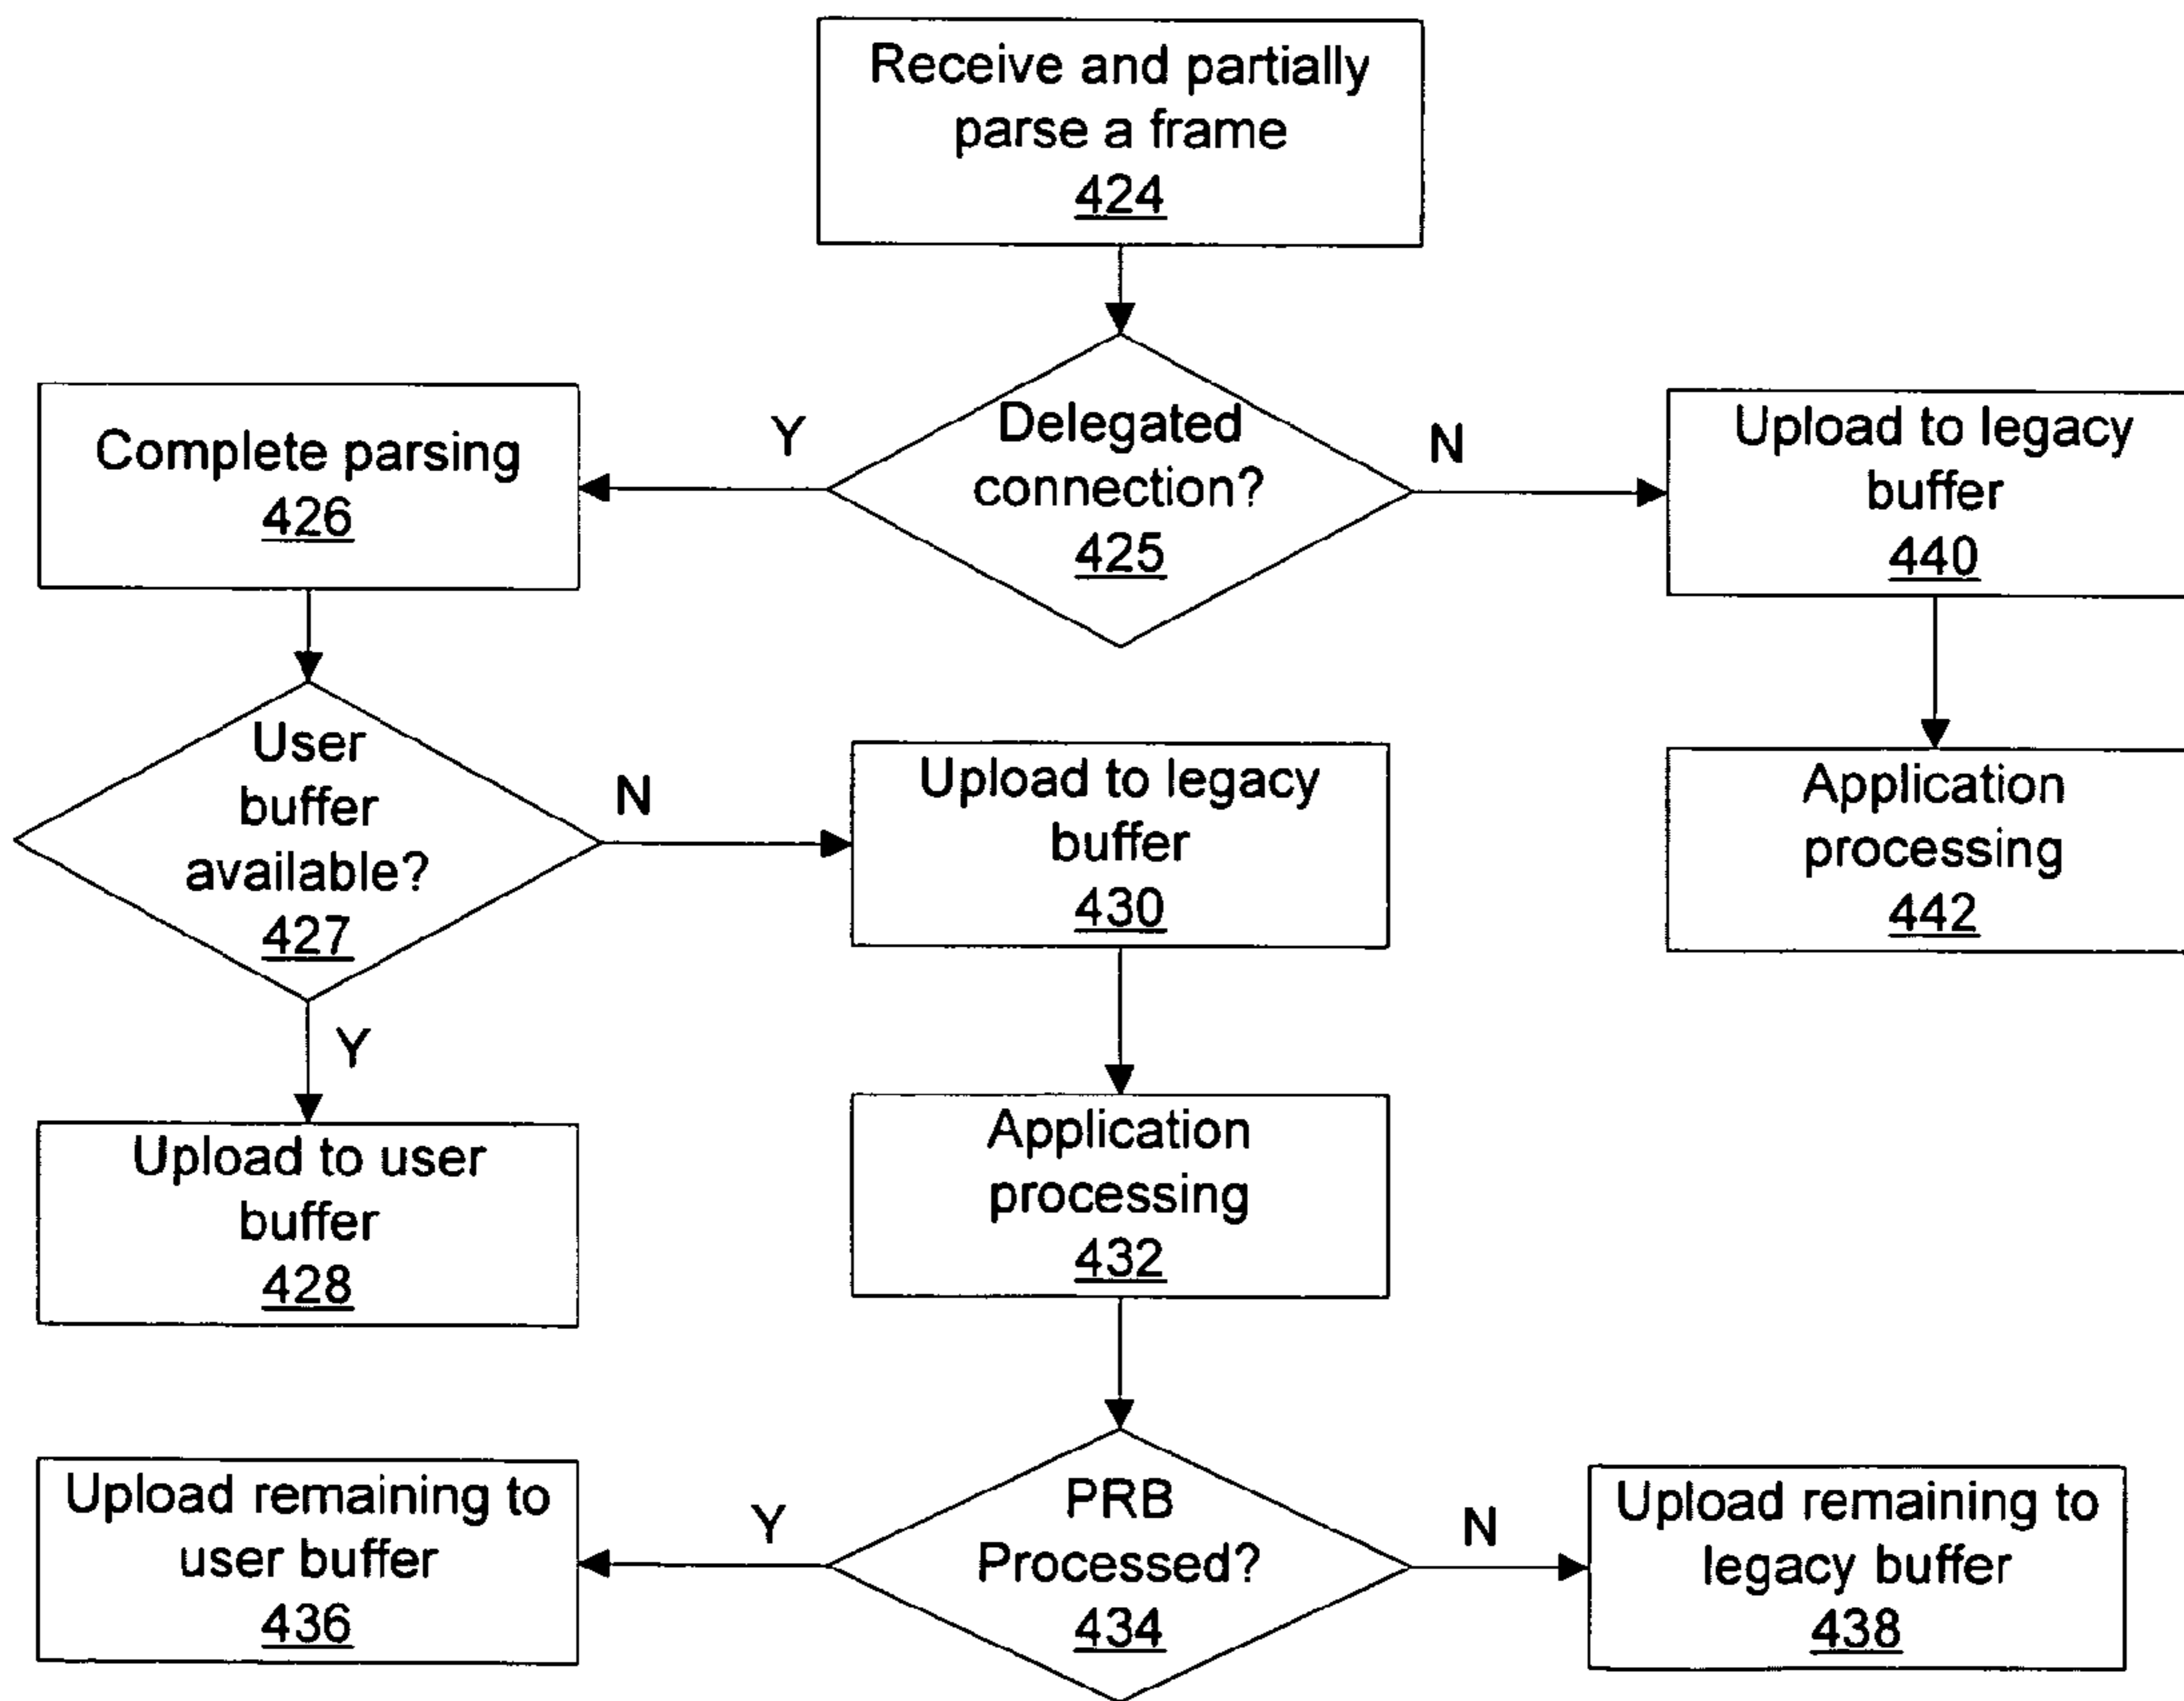 Receive and partially
parse a frame
424
Delegated
connection?
425
Y
N
Complete parsing
426
Upload to legacy
buffer
440
User
buffer
available?
427
N
Y
Upload to legacy
buffer
430
Application
processing
442
Upload to user
buffer
428
Application
processing
432
PRB
Processed?
434
Y
N
Upload remaining to
user buffer
436
Upload remaining to
legacy buffer
438